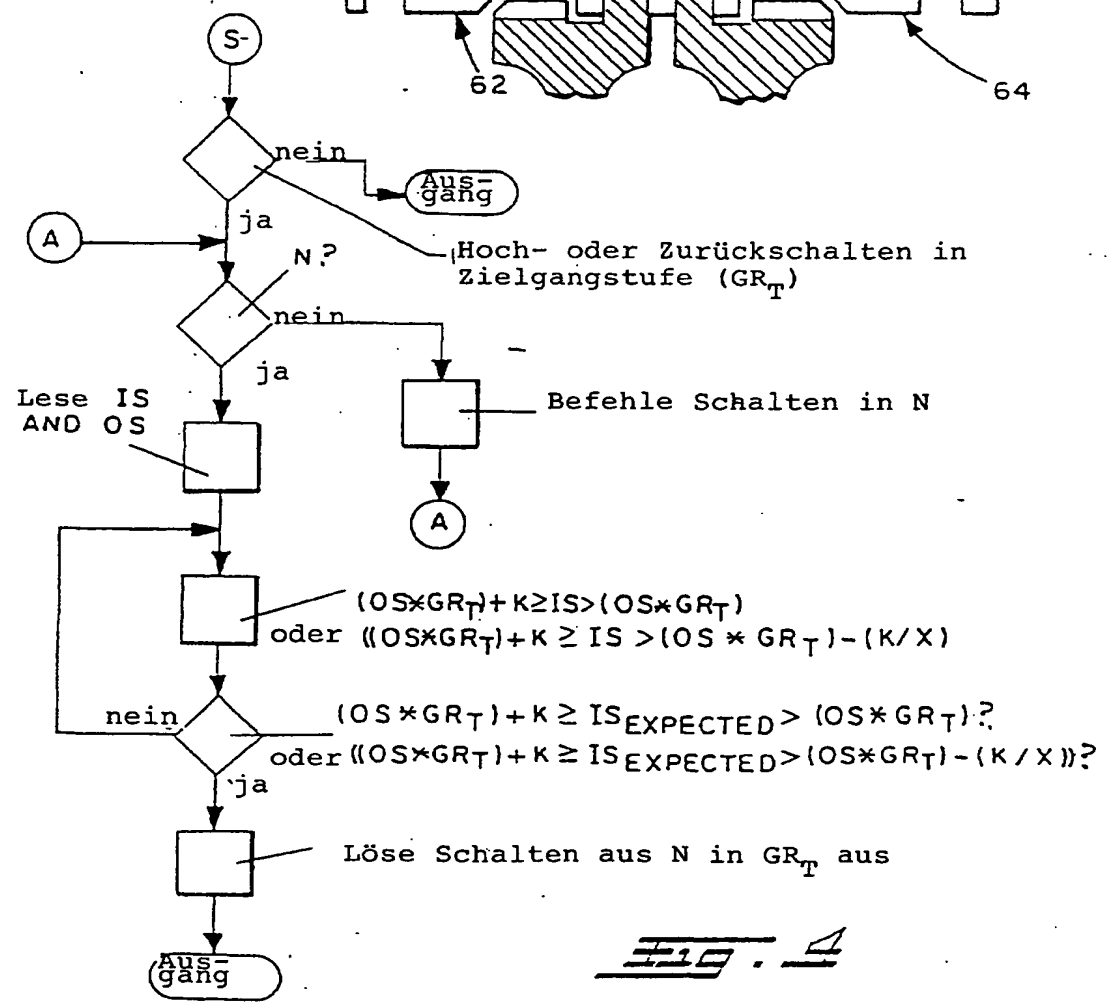 S-
62
64
nein
Aus-
gang
ja
A
Hoch- oder Zurückschalten in
Zielgangstufe (GR_T)
N?
nein
ja
Lese IS
AND OS
Befehle Schalten in N
A
(OS*GR_T)+K≥IS>(OS*GR_T)
oder ((OS*GR_T)+K ≥ IS >(OS * GR_T)-(K/X)
nein
(OS*GR_T)+K ≥ IS_EXPECTED > (OS*GR_T)?
oder ((OS*GR_T)+K ≥ IS_EXPECTED>(OS*GR_T)-(K/X))?
ja
Löse Schalten aus N in GR_T aus
Aus-
gang
Fig. 4